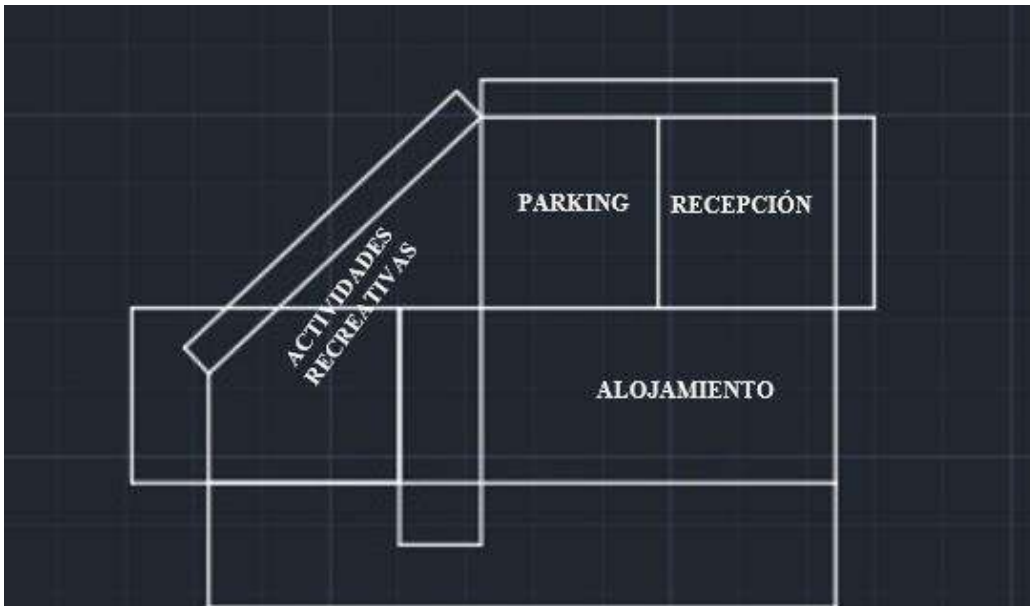 PARKING
RECEPCIÓN
ACTIVIDADES
RECREATIVAS
ALOJAMIENTO